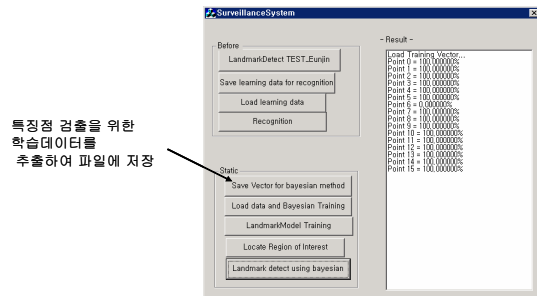 SurveillanceSystem
Before
LandmarkDetect TEST_Eunjin
Save learning data for recognition
Load learning data
Recognition
특징점 검출을 위한
학습데이터를
추출하여 파일에 저장
Static
Save Vector for bayesian method
Load data and Bayesian Training
LandmarkModel Training
Locate Region of Interest
Landmark detect using bayesian
- Result -
Load Training Vector...
Point 0 = 100,000000%
Point 1 = 100,000000%
Point 2 = 100,000000%
Point 3 = 100,000000%
Point 4 = 100,000000%
Point 5 = 100,000000%
Point 6 = 0,000000%
Point 7 = 100,000000%
Point 8 = 100,000000%
Point 9 = 100,000000%
Point 10 = 100,000000%
Point 11 = 100,000000%
Point 12 = 100,000000%
Point 13 = 100,000000%
Point 14 = 100,000000%
Point 15 = 100,000000%